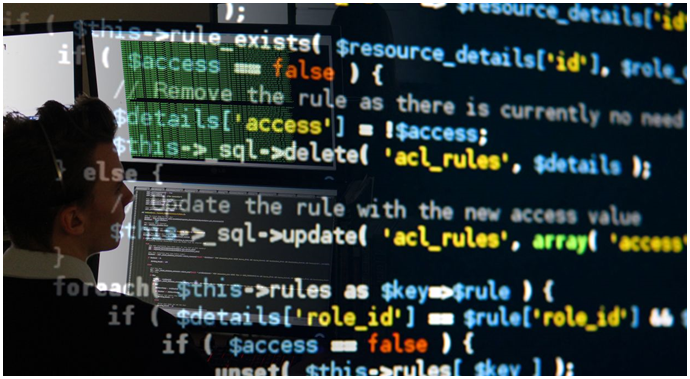 );
if ( $this->rule_exists( $resource_details['id'], $role_
if ( $access == false ) {
// Remove the rule as there is currently no need
$details['access'] = !$access;
$this->_sql->delete( 'acl_rules', $details );
} else {
// Update the rule with the new access value
$this->_sql->update( 'acl_rules', array( 'access'
}
foreach( $this->rules as $key=>$rule ) {
if ( $details['role_id'] == $rule['role_id'] &&
if ( $access == false ) {
unset( $this->rules[ $key ] );